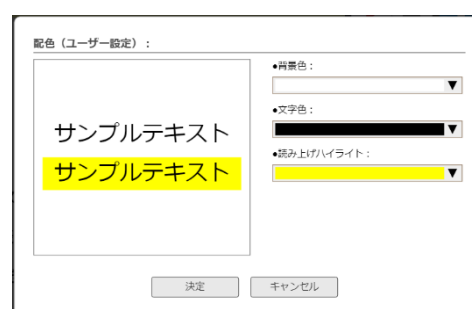 配色（ユーザー設定）：
●背景色：
●文字色：
●読み上げハイライト：
サンプルテキスト
サンプルテキスト
決定
キャンセル